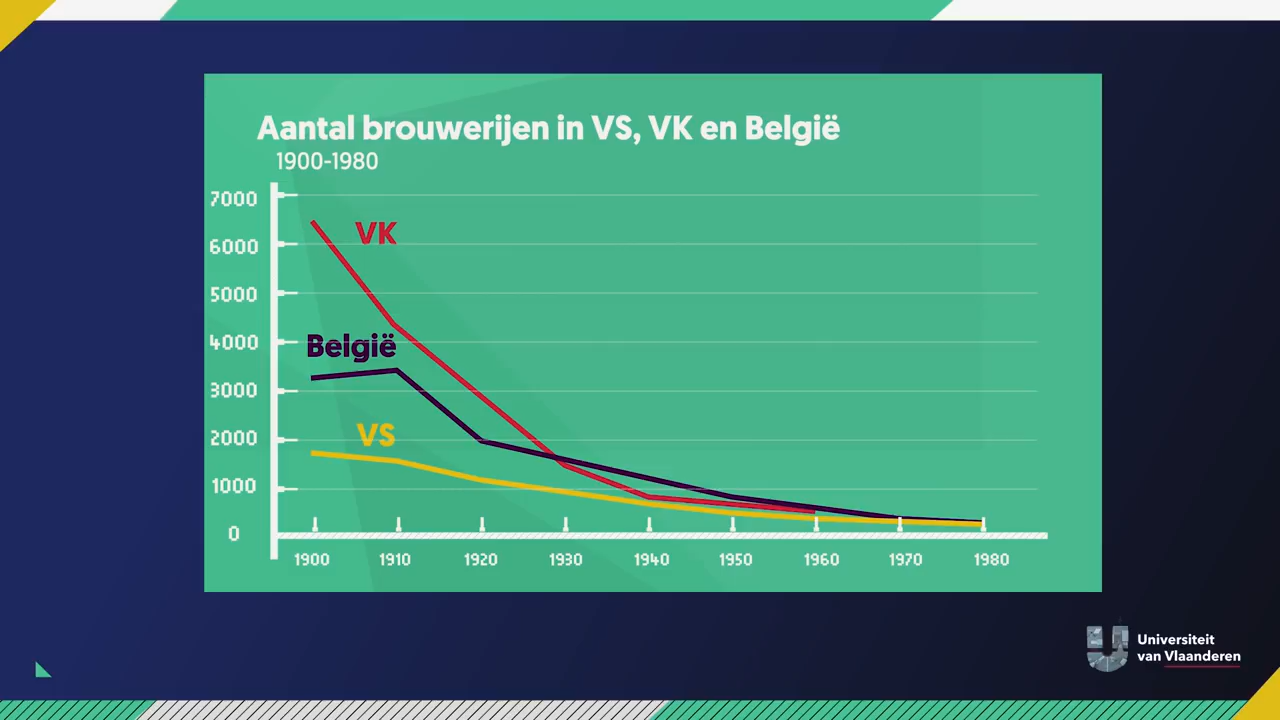 Aantal brouwerijen in VS, VK en België
1900-1980
7000
6000
5000
4000
3000
2000
1000
0
VK
België
VS
1900 1910 1920 1930 1940 1950 1960 1970 1980
Universiteit
van Vlaanderen